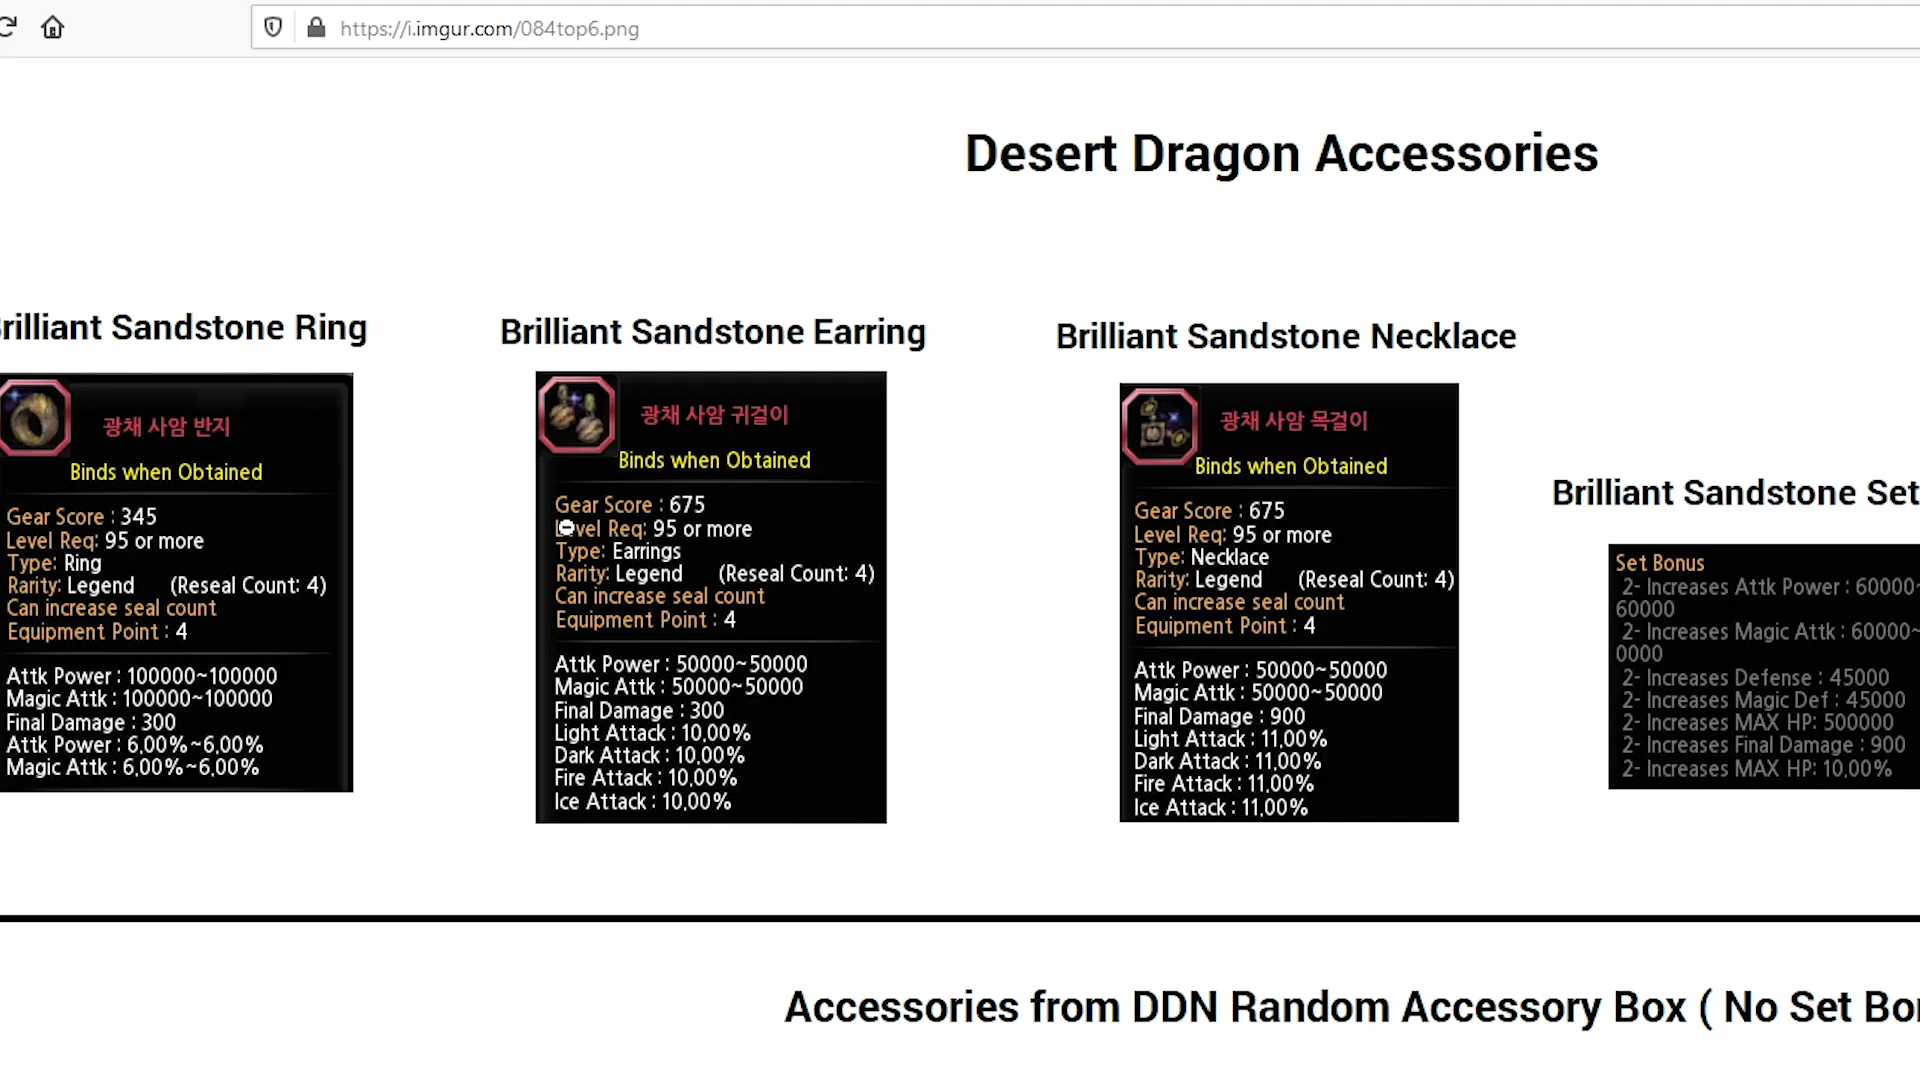 https://i.imgur.com/084top6.png
Desert Dragon Accessories
rilliant Sandstone Ring
광채 사암 반지
Binds when Obtained
Gear Score : 345
Level Req: 95 or more
Type: Ring
Rarity: Legend (Reseal Count: 4)
Can increase seal count
Equipment Point : 4
Attk Power : 100000~100000
Magic Attk : 100000~100000
Final Damage : 300
Attk Power : 6.00%~6.00%
Magic Attk : 6.00%~6.00%
Brilliant Sandstone Earring
광채 사암 귀걸이
Binds when Obtained
Gear Score : 675
Level Req: 95 or more
Type: Earrings
Rarity: Legend (Reseal Count: 4)
Can increase seal count
Equipment Point : 4
Attk Power : 50000~50000
Magic Attk : 50000~50000
Final Damage : 300
Light Attack : 10.00%
Dark Attack : 10.00%
Fire Attack : 10.00%
Ice Attack : 10.00%
Brilliant Sandstone Necklace
광채 사암 목걸이
Binds when Obtained
Gear Score : 675
Level Req: 95 or more
Type: Necklace
Rarity: Legend (Reseal Count: 4)
Can increase seal count
Equipment Point : 4
Attk Power : 50000~50000
Magic Attk : 50000~50000
Final Damage : 900
Light Attack : 11.00%
Dark Attack : 11.00%
Fire Attack : 11.00%
Ice Attack : 11.00%
Brilliant Sandstone Set
Set Bonus
2- Increases Attk Power : 60000~
60000
2- Increases Magic Attk : 60000~
0000
2- Increases Defense : 45000
2- Increases Magic Def : 45000
2- Increases MAX HP: 500000
2- Increases Final Damage : 900
2- Increases MAX HP: 10.00%
Accessories from DDN Random Accessory Box ( No Set Bo